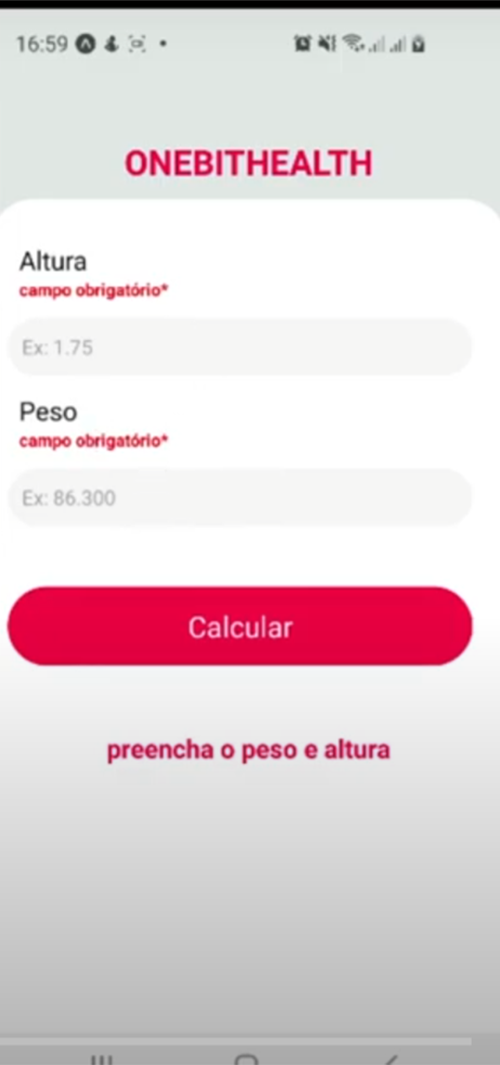 16:59
ONEBITHEALTH
Altura
campo obrigatório*
Ex: 1.75
Peso
campo obrigatório*
Ex: 86.300
Calcular
preencha o peso e altura